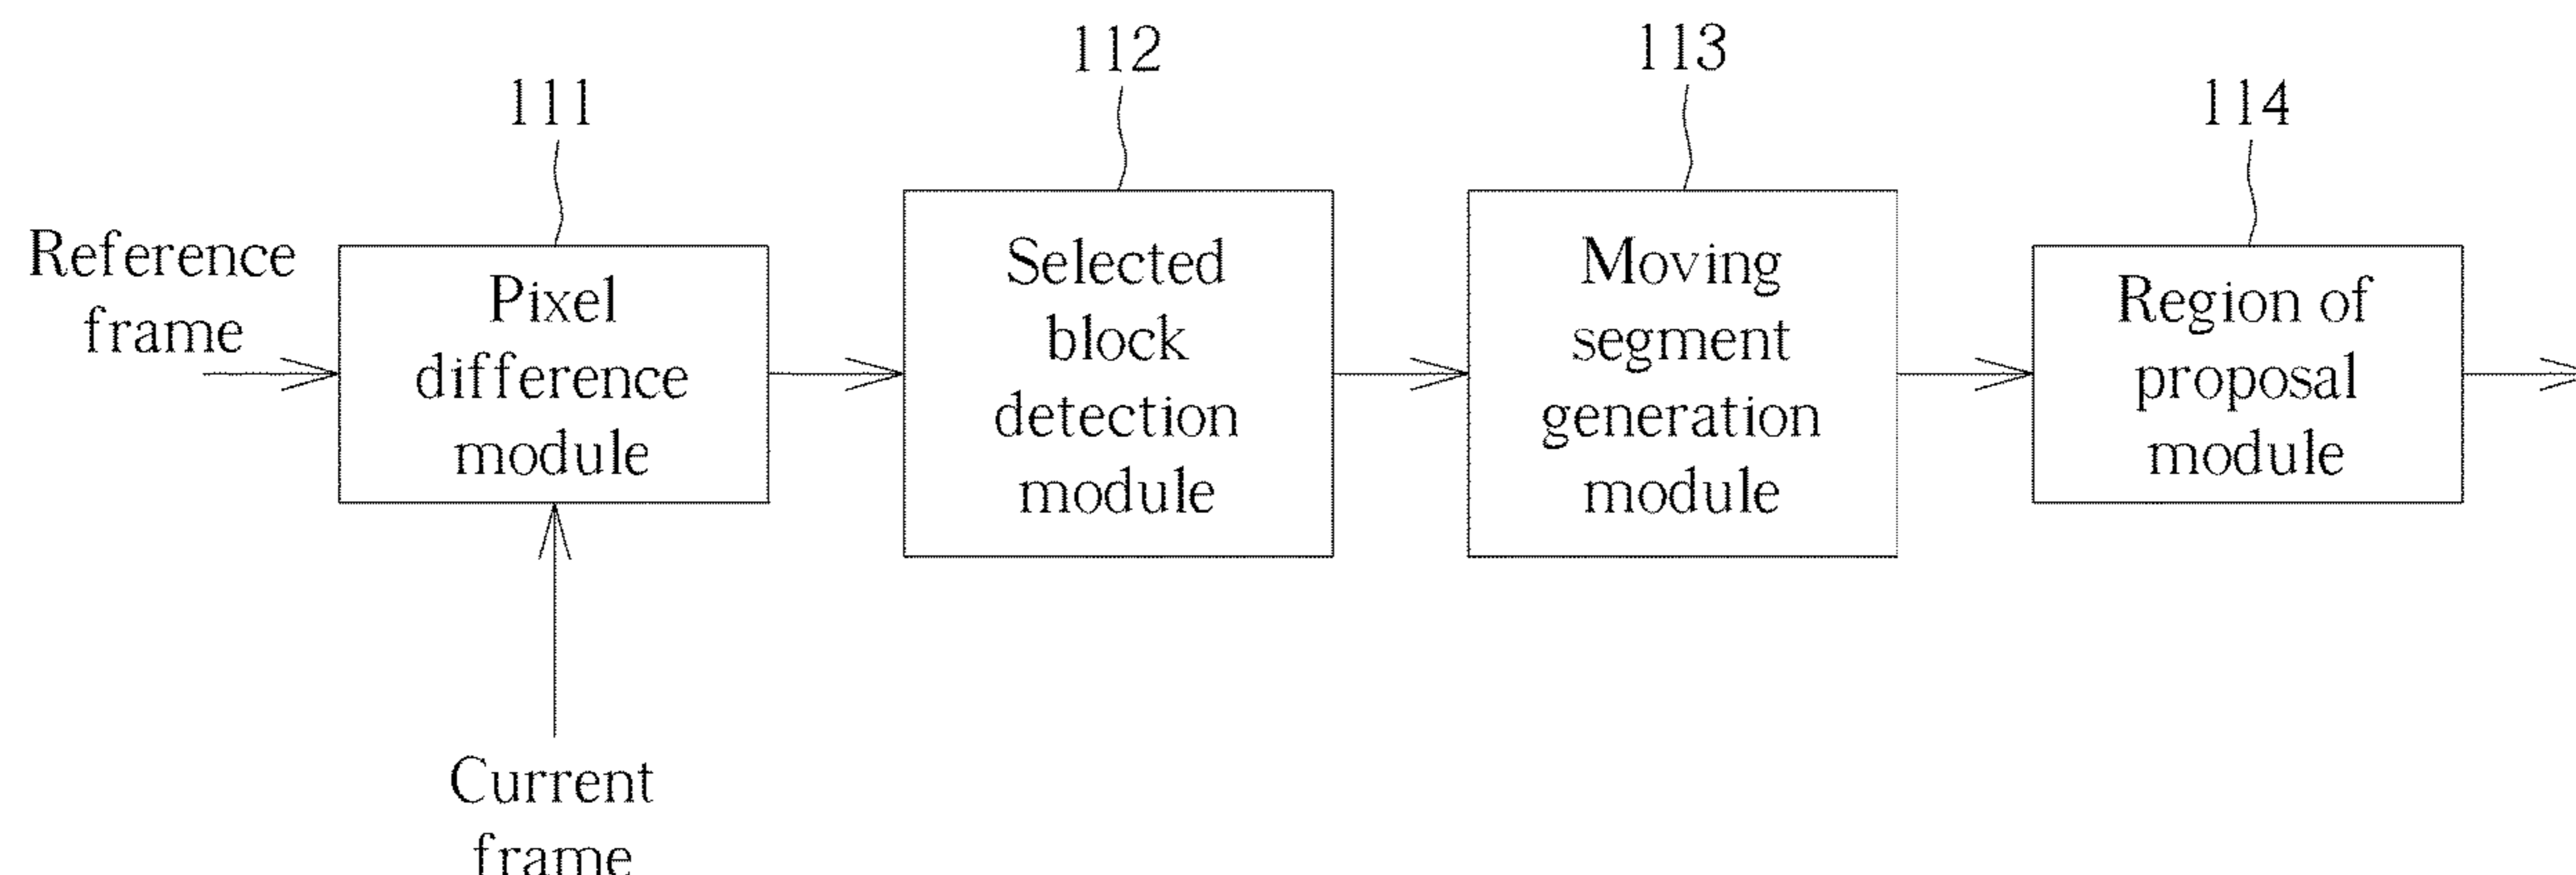 112
113
111
114
Reference
frame
Pixel
difference
module
Selected
block
detection
module
Moving
segment
generation
module
Region of
proposal
module
Current
frame